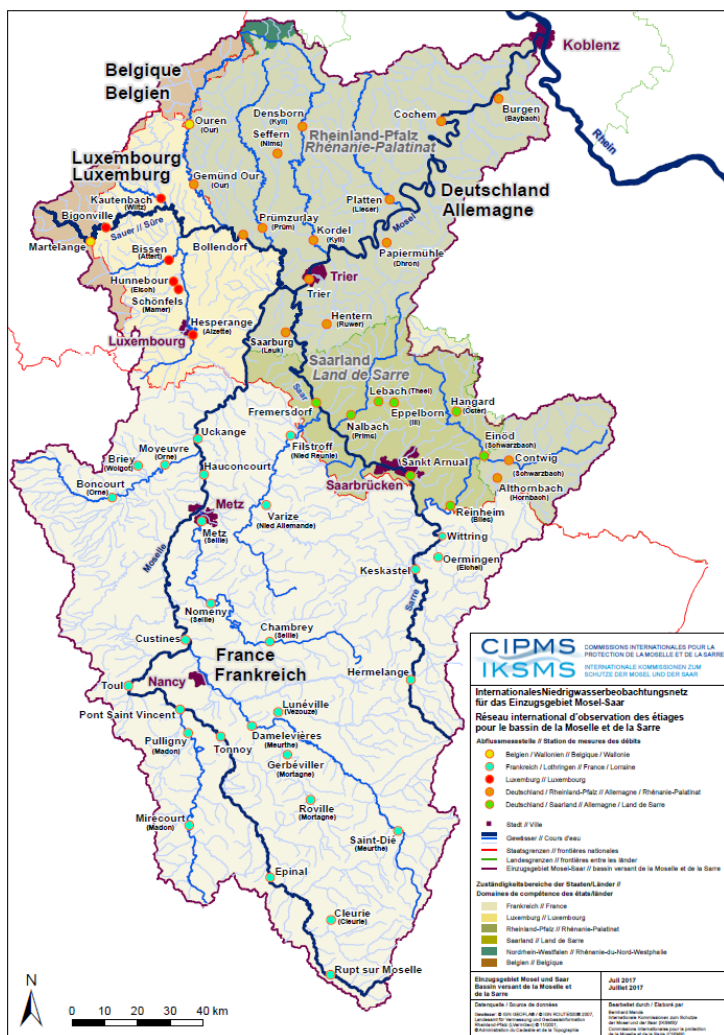 Koblenz
Belgique
Belgien
Burgen
(Baybach)
Cochem
Densborn
(Kyll)
Ouren
(Our)
Seffern
(Nims)
Rheinland-Pfalz
Rhénanie-Palatinat
Rhein
Luxembourg
Luxemburg
Gemünd Our
(Our)
Deutschland
Allemagne
Kautenbach
(Wiltz)
Platten
(Lieser)
Bigonville
Prümzurlay
(Prüm)
Mosel
Sauer // Sûre
Kordel
(Kyll)
Martelange
Bissen
(Attert)
Bollendorf
Papiermühle
(Dhron)
Hunnebour
(Eisch)
Trier
Trier
Schönfels
(Mamer)
Hentern
(Ruwer)
Hesperange
(Alzette)
Luxembourg
Saarburg
(Leuk)
Saarland
Land de Sarre
Saar
Lebach (Theel)
Hangard
(Oster)
Fremersdorf
Eppelborn
(Ill)
Nalbach
(Prims)
Uckange
Filstroff
(Nied Réunie)
Einöd
(Schwarzbach)
Moyeuvre
(Orne)
Briey
(Woigot)
Contwig
(Schwarzbach)
Hauconcourt
Sankt Arnual
Boncourt
(Orne)
Saarbrücken
Althornbach
(Hornbach)
Metz
Varize
(Nied Allemande)
Reinheim
(Blies)
Metz
(Seille)
Wittring
Moselle
Oermingen
(Eichel)
Keskastel
Sarre
Nomeny
(Seille)
Chambrey
(Seille)
Custines
France
Frankreich
Hermelange
Toul
Nancy
Lunéville
(Vezouze)
Pont Saint Vincent
Damelevières
(Meurthe)
Pulligny
(Madon)
Tonnoy
Gerbéviller
(Mortagne)
Roville
(Mortagne)
Mirecourt
(Madon)
Saint-Dié
(Meurthe)
Epinal
Cleurie
(Cleurie)
Rupt sur Moselle
N
0 10 20 40 km
CIPMS COMMISSIONS INTERNATIONALES POUR LA
PROTECTION DE LA MOSELLE ET DE LA SARRE
IKSMS INTERNATIONALE KOMMISSIONEN ZUM
SCHUTZE DER MOSEL UND DER SAAR
InternationalesNiedrigwasserbeobachtungsnetz
für das Einzugsgebiet Mosel-Saar
Réseau international d'observation des étiages
pour le bassin de la Moselle et de la Sarre
Abflussmessstelle // Station de mesures des débits
Belgien / Wallonien // Belgique / Wallonie
Frankreich / Lothringen // France / Lorraine
Luxemburg // Luxembourg
Deutschland / Rheinland-Pfalz // Allemagne / Rhénanie-Palatinat
Deutschland / Saarland // Allemagne / Land de Sarre
Stadt // Ville
Gewässer // Cours d'eau
Staatsgrenzen // frontières nationales
Landesgrenzen // frontières entre les länder
Einzugsgebiet Mosel-Saar // bassin versant de la Moselle et de la Sarre
Zuständigkeitsbereiche der Staaten/Länder //
Domaines de compétence des états/länder
Frankreich // France
Luxemburg // Luxembourg
Rheinland-Pfalz // Rhénanie-Palatinat
Saarland // Land de Sarre
Nordrhein-Westfalen // Rhénanie-du-Nord-Westphalie
Belgien // Belgique
Einzugsgebiet Mosel und Saar
Bassin versant de la Moselle et
de la Sarre
Juli 2017
Juillet 2017
Datenquelle / Source de données
Bearbeitet durch / Elaboré par